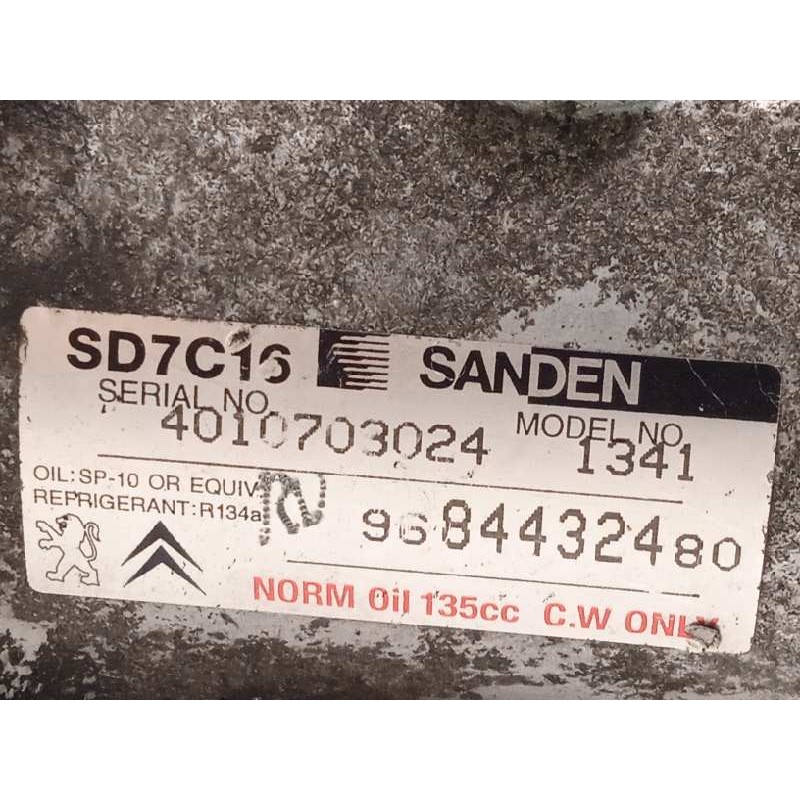 SD7C16 SANDEN
SERIAL NO. MODEL NO.
4010703024 1341
OIL:SP-10 OR EQUIV
REFRIGERANT:R134a
9684432480
NORM Oil 135cc C.W ONLY